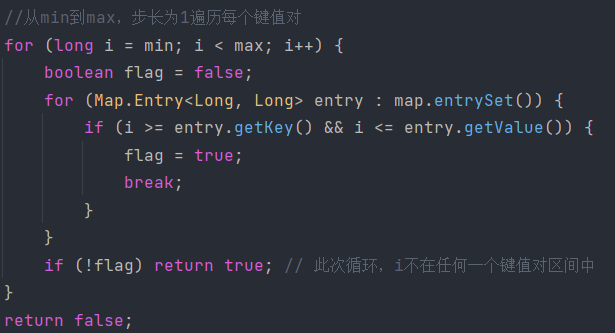 //从min到max，步长为1遍历每个键值对
for (long i = min; i < max; i++) {
boolean flag = false;
for (Map.Entry<Long, Long> entry : map.entrySet()) {
if (i >= entry.getKey() && i <= entry.getValue()) {
flag = true;
break;
}
}
if (!flag) return true; // 此次循环，i不在任何一个键值对区间中
}
return false;